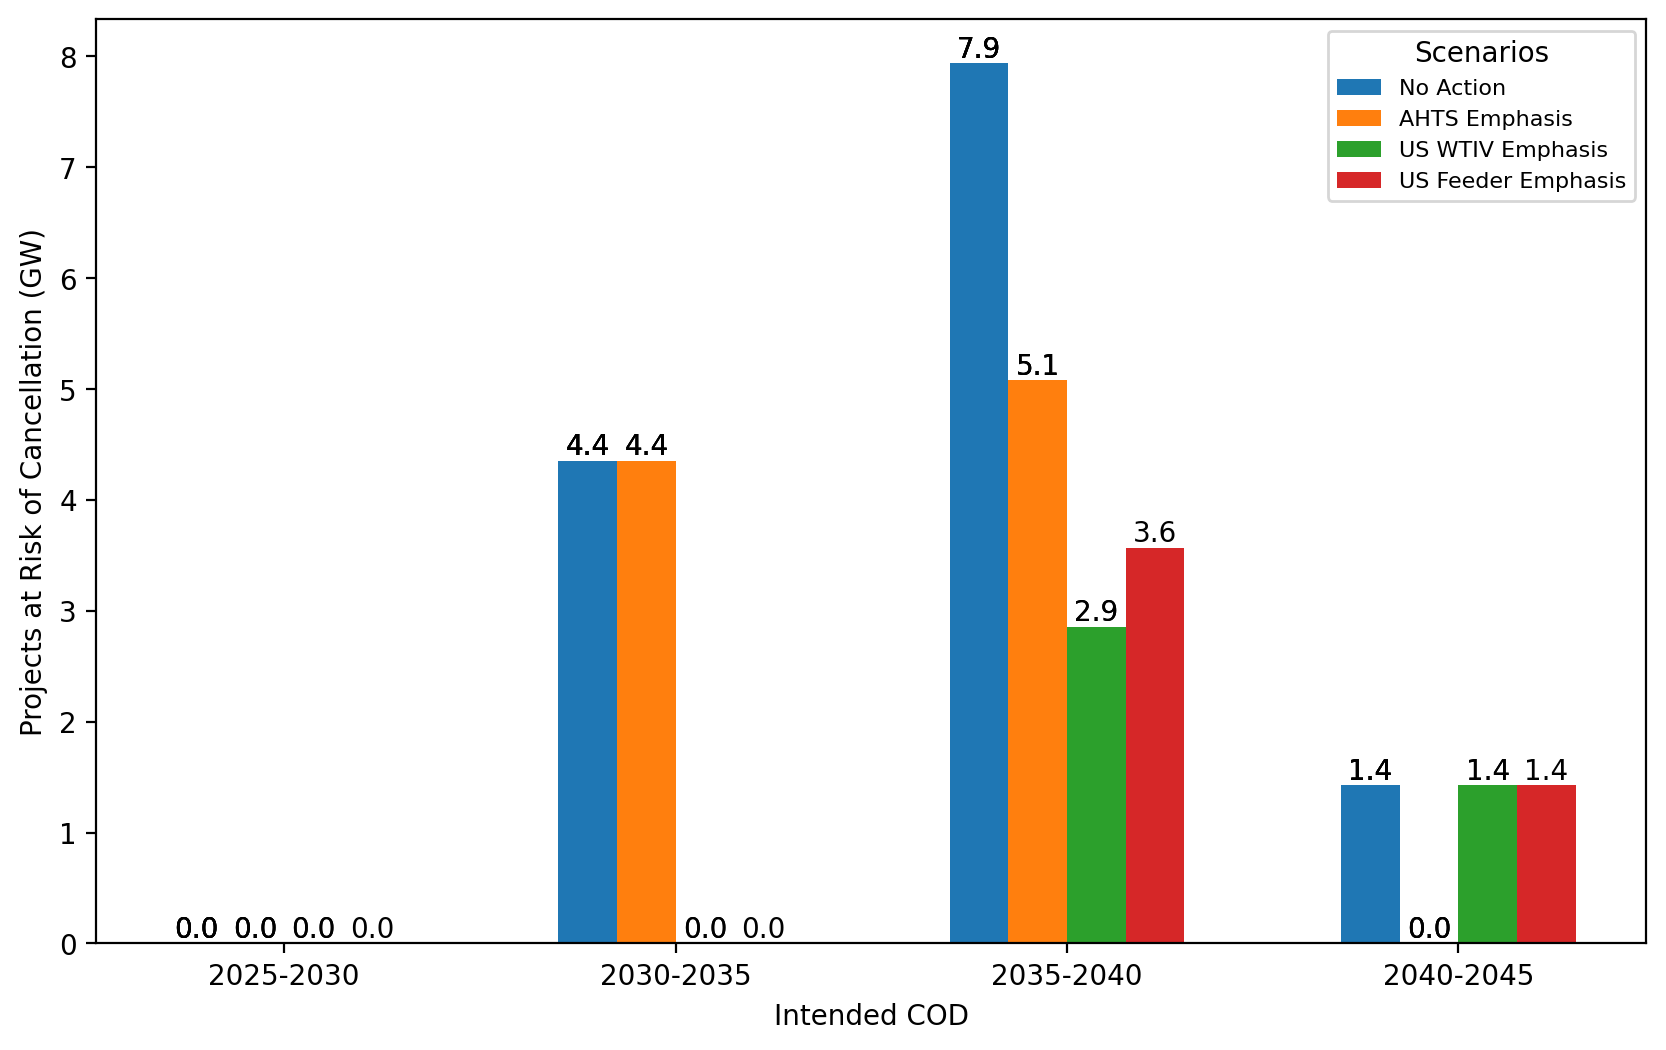 Scenarios
No Action
AHTS Emphasis
US WTIV Emphasis
US Feeder Emphasis
Projects at Risk of Cancellation (GW)
8
7
6
5
4
3
2
1
0
0.0 0.0 0.0 0.0
4.4 4.4 0.0 0.0
7.9 5.1 2.9 3.6
1.4 0.0 1.4 1.4
2025-2030 2030-2035 2035-2040 2040-2045
Intended COD